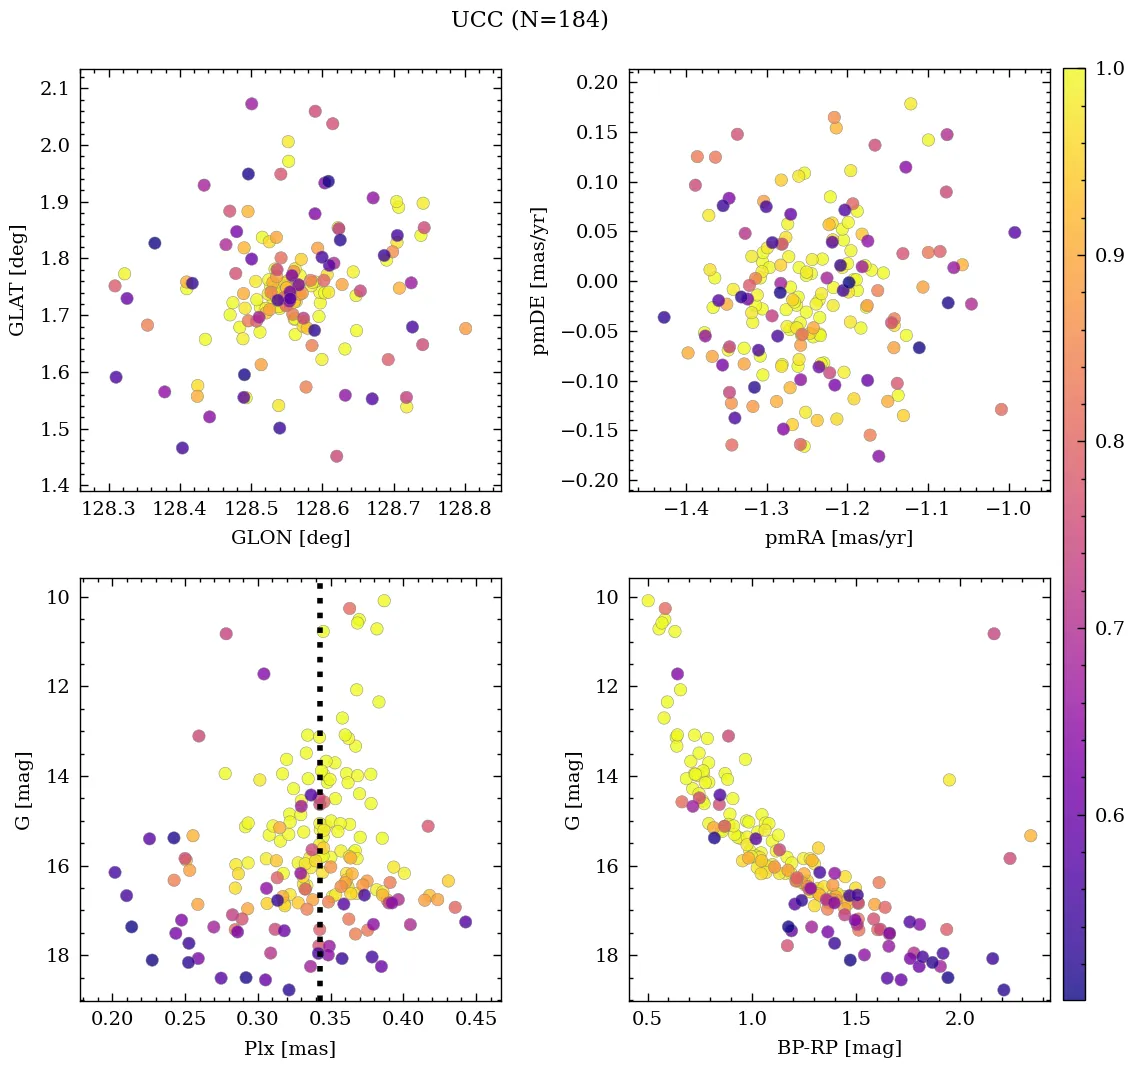 UCC (N=184)
2.1
2.0
1.9
1.8
1.7
1.6
1.5
1.4
GLAT [deg]
128.3 128.4 128.5 128.6 128.7 128.8
GLON [deg]
0.20
0.15
0.10
0.05
0.00
−0.05
−0.10
−0.15
−0.20
pmDE [mas/yr]
−1.4 −1.3 −1.2 −1.1 −1.0
pmRA [mas/yr]
10
12
14
16
18
G [mag]
0.20 0.25 0.30 0.35 0.40 0.45
Plx [mas]
10
12
14
16
18
G [mag]
0.5 1.0 1.5 2.0
BP-RP [mag]
1.0
0.9
0.8
0.7
0.6